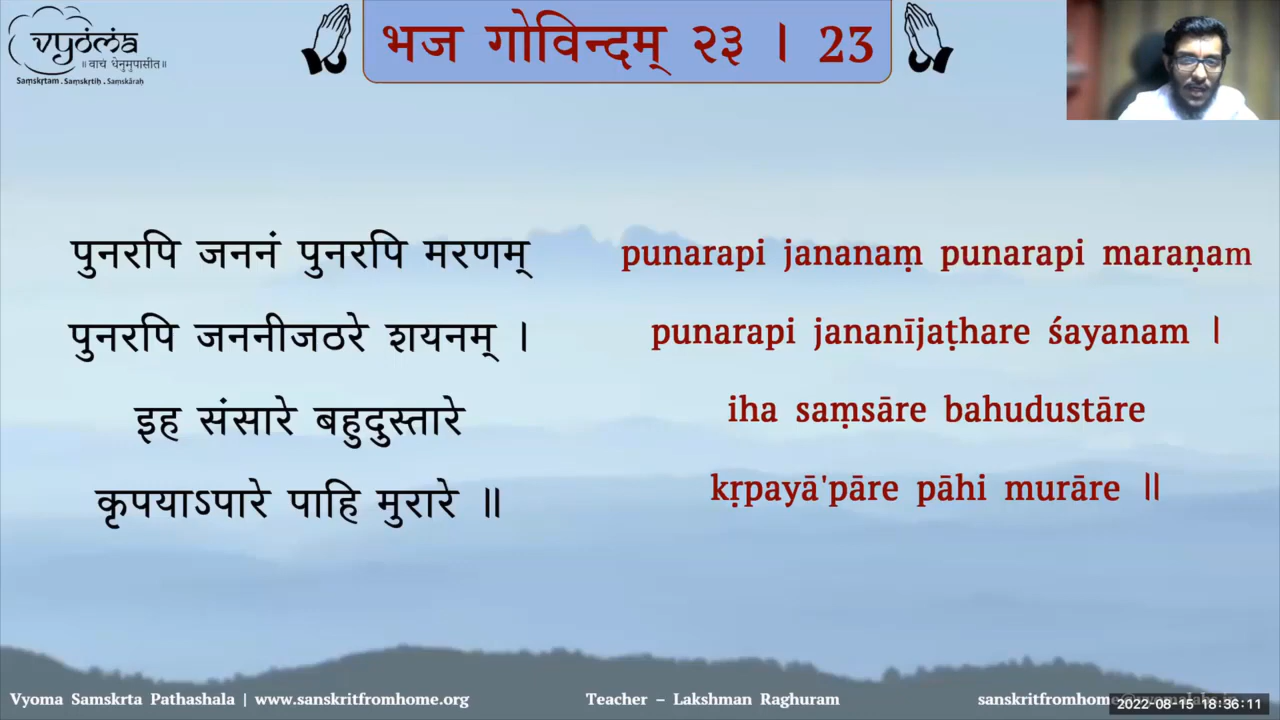 vyoma
॥ वाचं धेनुमुपासीत ॥
Saṃskṛtam . Saṃskṛtiḥ . Saṃskāraḥ
भज गोविन्दम् २३ । 23
पुनरपि जननं पुनरपि मरणम्
पुनरपि जननीजठरे शयनम् ।
इह संसारे बहुदुस्तारे
कृपयाऽपारे पाहि मुरारे ॥
punarapi jananaṃ punarapi maraṇam
punarapi jananījaṭhare śayanam ।
iha saṃsāre bahudustāre
kṛpayā'pāre pāhi murāre ॥
Vyoma Samskrta Pathashala | www.sanskritfromhome.org
Teacher – Lakshman Raghuram
sanskritfromhome
2022-08-15 18:36:11